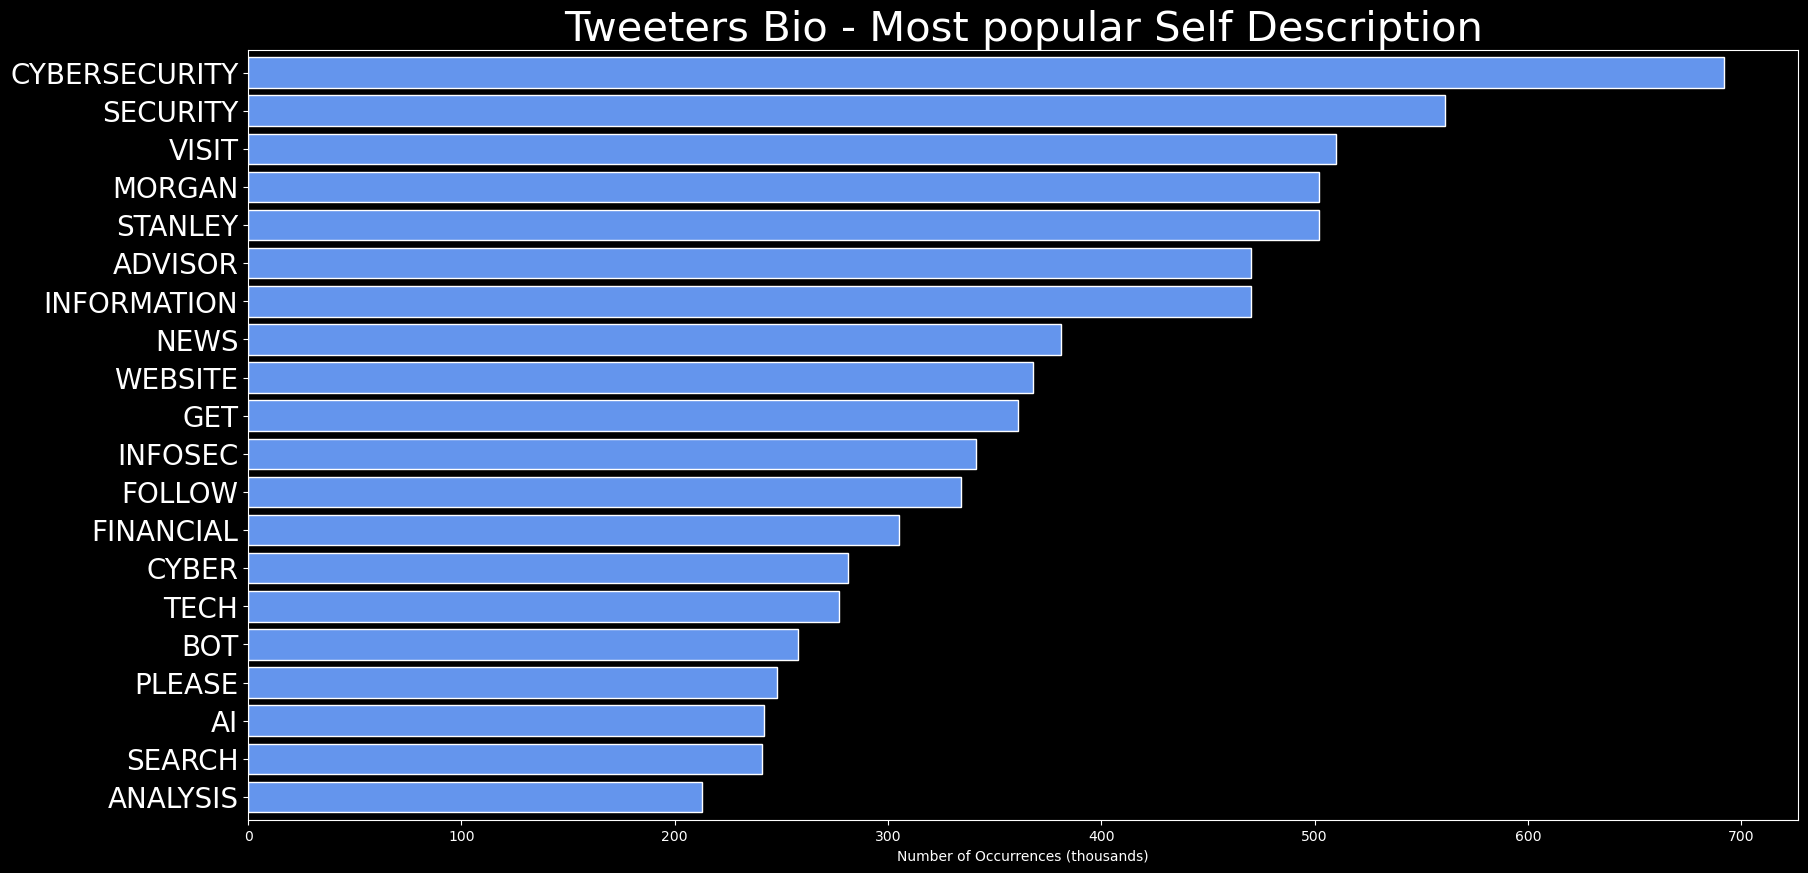 Tweeters Bio - Most popular Self Description
CYBERSECURITY
SECURITY
VISIT
MORGAN
STANLEY
ADVISOR
INFORMATION
NEWS
WEBSITE
GET
INFOSEC
FOLLOW
FINANCIAL
CYBER
TECH
BOT
PLEASE
AI
SEARCH
ANALYSIS
0 100 200 300 400 500 600 700
Number of Occurrences (thousands)